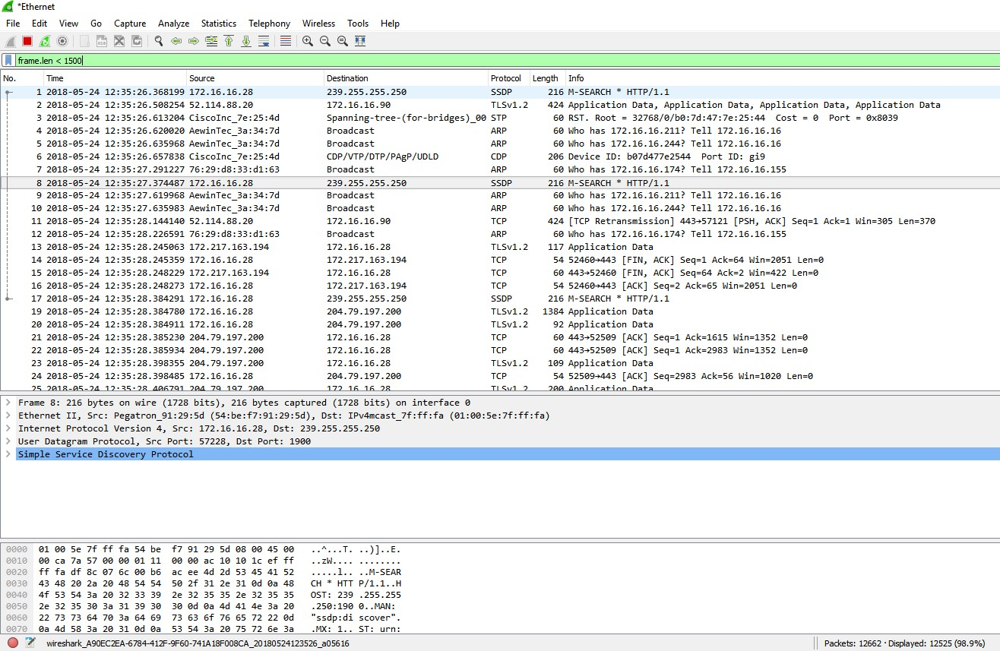 *Ethernet
File Edit View Go Capture Analyze Statistics Telephony Wireless Tools Help
frame.len < 1500
No. Time Source Destination Protocol Length Info
1 2018-05-24 12:35:26.368199 172.16.16.28 239.255.255.250 SSDP 216 M-SEARCH * HTTP/1.1
2 2018-05-24 12:35:26.508254 52.114.88.20 172.16.16.90 TLSv1.2 424 Application Data, Application Data, Application Data, Application Data
3 2018-05-24 12:35:26.613204 CiscoInc_7e:25:4d Spanning-tree-(for-bridges)_00 STP 60 RST. Root = 32768/0/b0:7d:47:7e:25:44 Cost = 0 Port = 0x8039
4 2018-05-24 12:35:26.620020 AewinTec_3a:34:7d Broadcast ARP 60 Who has 172.16.16.211? Tell 172.16.16.16
5 2018-05-24 12:35:26.635968 AewinTec_3a:34:7d Broadcast ARP 60 Who has 172.16.16.244? Tell 172.16.16.16
6 2018-05-24 12:35:26.657838 CiscoInc_7e:25:4d CDP/VTP/DTP/PAgP/UDLD CDP 206 Device ID: b07d477e2544 Port ID: gi9
7 2018-05-24 12:35:27.291227 76:29:d8:33:d1:63 Broadcast ARP 60 Who has 172.16.16.174? Tell 172.16.16.155
8 2018-05-24 12:35:27.374487 172.16.16.28 239.255.255.250 SSDP 216 M-SEARCH * HTTP/1.1
9 2018-05-24 12:35:27.619968 AewinTec_3a:34:7d Broadcast ARP 60 Who has 172.16.16.211? Tell 172.16.16.16
10 2018-05-24 12:35:27.635983 AewinTec_3a:34:7d Broadcast ARP 60 Who has 172.16.16.244? Tell 172.16.16.16
11 2018-05-24 12:35:28.144140 52.114.88.20 172.16.16.90 TCP 424 [TCP Retransmission] 443→57121 [PSH, ACK] Seq=1 Ack=1 Win=305 Len=370
12 2018-05-24 12:35:28.226591 76:29:d8:33:d1:63 Broadcast ARP 60 Who has 172.16.16.174? Tell 172.16.16.155
13 2018-05-24 12:35:28.245063 172.217.163.194 172.16.16.28 TLSv1.2 117 Application Data
14 2018-05-24 12:35:28.245359 172.16.16.28 172.217.163.194 TCP 54 52460→443 [FIN, ACK] Seq=1 Ack=64 Win=2051 Len=0
15 2018-05-24 12:35:28.248229 172.217.163.194 172.16.16.28 TCP 60 443→52460 [FIN, ACK] Seq=64 Ack=2 Win=422 Len=0
16 2018-05-24 12:35:28.248273 172.16.16.28 172.217.163.194 TCP 54 52460→443 [ACK] Seq=2 Ack=65 Win=2051 Len=0
17 2018-05-24 12:35:28.384291 172.16.16.28 239.255.255.250 SSDP 216 M-SEARCH * HTTP/1.1
19 2018-05-24 12:35:28.384780 172.16.16.28 204.79.197.200 TLSv1.2 1384 Application Data
20 2018-05-24 12:35:28.384911 172.16.16.28 204.79.197.200 TLSv1.2 92 Application Data
21 2018-05-24 12:35:28.385230 204.79.197.200 172.16.16.28 TCP 60 443→52509 [ACK] Seq=1 Ack=1615 Win=1352 Len=0
22 2018-05-24 12:35:28.385934 204.79.197.200 172.16.16.28 TCP 60 443→52509 [ACK] Seq=1 Ack=2983 Win=1352 Len=0
23 2018-05-24 12:35:28.398355 204.79.197.200 172.16.16.28 TLSv1.2 109 Application Data
24 2018-05-24 12:35:28.398485 172.16.16.28 204.79.197.200 TCP 54 52509→443 [ACK] Seq=2983 Ack=56 Win=1020 Len=0
25 2018-05-24 12:35:28.406791 204.79.197.200 172.16.16.28 TLSv1.2 200 Application Data
Frame 8: 216 bytes on wire (1728 bits), 216 bytes captured (1728 bits) on interface 0
Ethernet II, Src: Pegatron_91:29:5d (54:be:f7:91:29:5d), Dst: IPv4mcast_7f:ff:fa (01:00:5e:7f:ff:fa)
Internet Protocol Version 4, Src: 172.16.16.28, Dst: 239.255.255.250
User Datagram Protocol, Src Port: 57228, Dst Port: 1900
Simple Service Discovery Protocol
0000 01 00 5e 7f ff fa 54 be f7 91 29 5d 08 00 45 00 ..^...T. ..)]..E.
0010 00 ca 7a 57 00 00 01 11 00 00 ac 10 10 1c ef ff ..zW.... ........
0020 ff fa df 8c 07 6c 00 b6 ac ee 4d 2d 53 45 41 52 .....l.. ..M-SEAR
0030 43 48 20 2a 20 48 54 54 50 2f 31 2e 31 0d 0a 48 CH * HTT P/1.1..H
0040 4f 53 54 3a 20 32 33 39 2e 32 35 35 2e 32 35 35 OST: 239 .255.255
0050 2e 32 35 30 3a 31 39 30 30 0d 0a 4d 41 4e 3a 20 .250:190 0..MAN:
0060 22 73 73 64 70 3a 64 69 73 63 6f 76 65 72 22 0d "ssdp:di scover".
0070 0a 4d 58 3a 20 31 0d 0a 53 54 3a 20 75 72 6e 3a .MX: 1.. ST: urn:
wireshark_A90EC2EA-6784-412F-9F60-741A18F008CA_20180524123526_a05616
Packets: 12662 · Displayed: 12525 (98.9%)